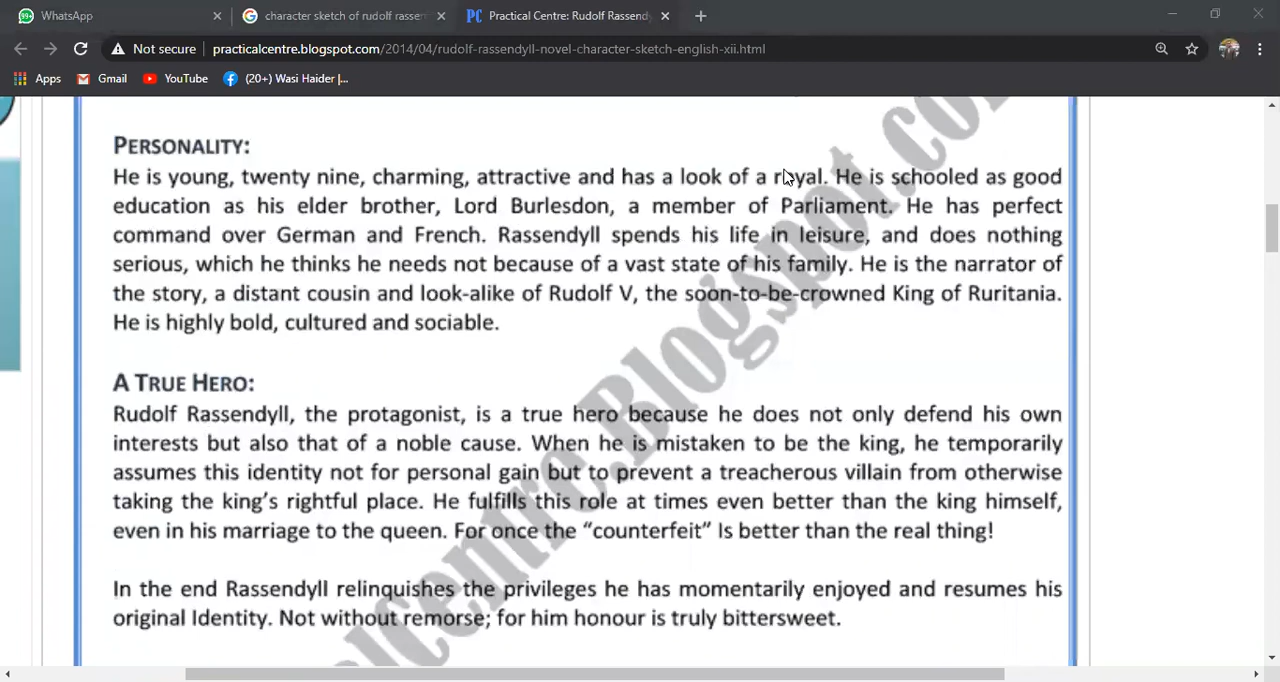 99+ WhatsApp
character sketch of rudolf rassen
PC Practical Centre: Rudolf Rassendy
Not secure practicalcentre.blogspot.com/2014/04/rudolf-rassendyll-novel-character-sketch-english-xii.html
Apps Gmail YouTube (20+) Wasi Haider |...
PERSONALITY:
He is young, twenty nine, charming, attractive and has a look of a royal. He is schooled as good
education as his elder brother, Lord Burlesdon, a member of Parliament. He has perfect
command over German and French. Rassendyll spends his life in leisure, and does nothing
serious, which he thinks he needs not because of a vast state of his family. He is the narrator of
the story, a distant cousin and look-alike of Rudolf V, the soon-to-be-crowned King of Ruritania.
He is highly bold, cultured and sociable.
A TRUE HERO:
Rudolf Rassendyll, the protagonist, is a true hero because he does not only defend his own
interests but also that of a noble cause. When he is mistaken to be the king, he temporarily
assumes this identity not for personal gain but to prevent a treacherous villain from otherwise
taking the king's rightful place. He fulfills this role at times even better than the king himself,
even in his marriage to the queen. For once the "counterfeit" Is better than the real thing!
In the end Rassendyll relinquishes the privileges he has momentarily enjoyed and resumes his
original Identity. Not without remorse; for him honour is truly bittersweet.
lcentre.Blogspot.co